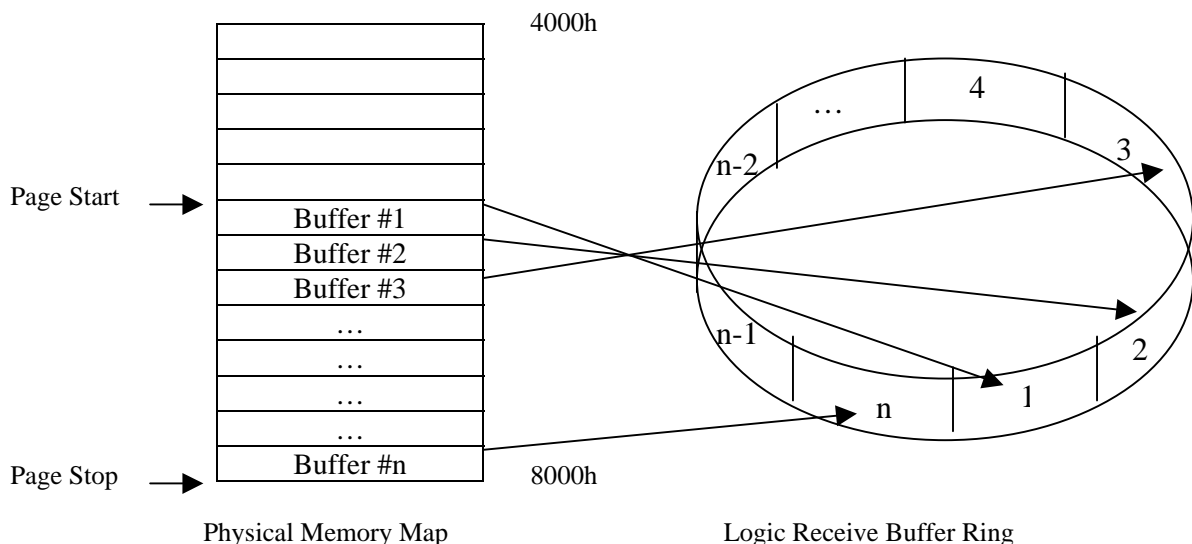 4000h
4
…
n-2
3
Page Start
Buffer #1
Buffer #2
Buffer #3
…
…
…
…
Buffer #n
n-1
2
n
1
Page Stop
8000h
Physical Memory Map
Logic Receive Buffer Ring